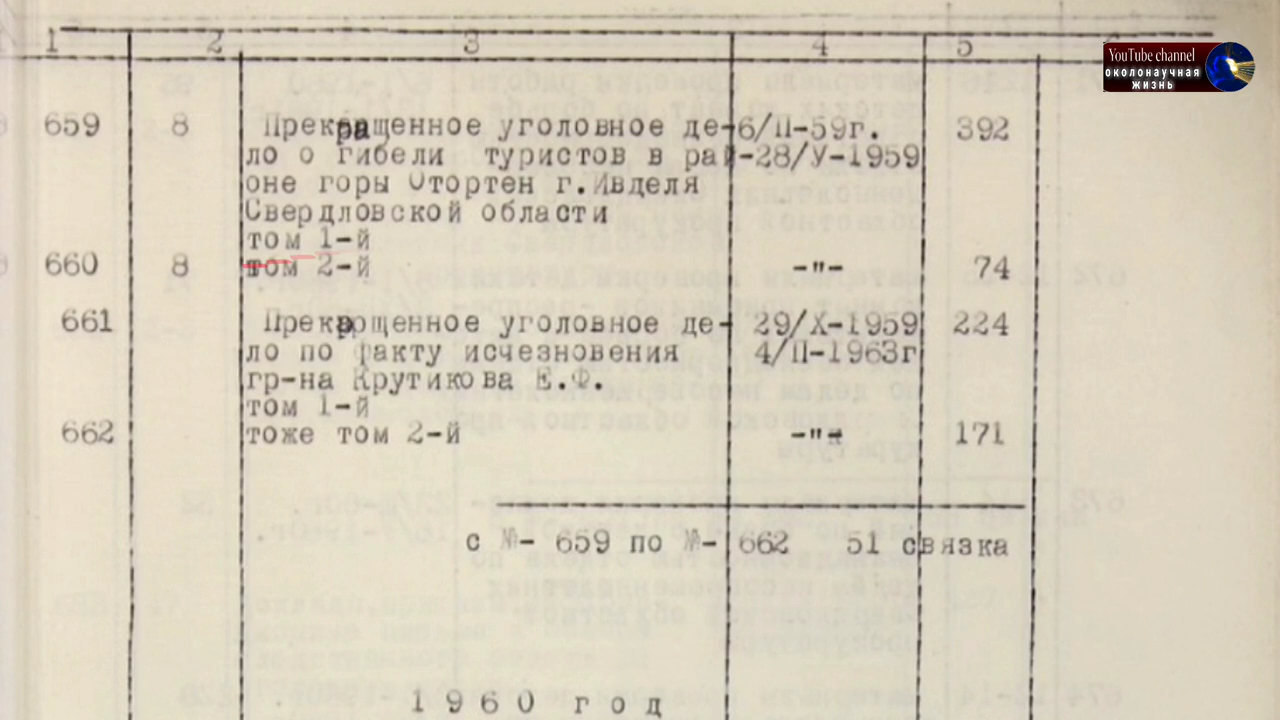 1 2 3 4 5 6
YouTube channel
околонаучная
жизнь
659 8 Прекращенное уголовное де- 6/П-59г. 392
ло о гибели туристов в рай -28/У-1959
оне горы Отортен г.Ивделя
Свердловской области
том 1-й
660 8 том 2-й -"- 74
661 Прекращенное уголовное де- 29/Х-1959 224
ло по факту исчезновения 4/П-1963г
гр-на Крутикова Е.Ф.
том 1-й
662 тоже том 2-й -"- 171
с №- 659 по №- 662 51 связка
1960 год